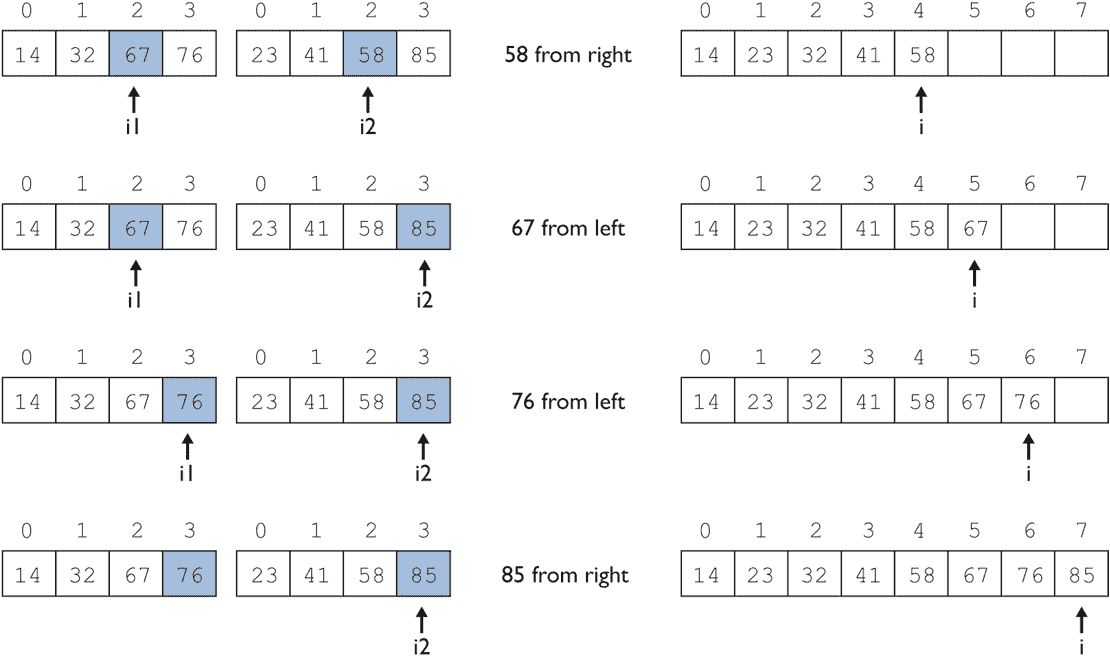 0 1 2 3 0 1 2 3 0 1 2 3 4 5 6 7
14 32 67 76 23 41 58 85 58 from right 14 23 32 41 58
i1 i2 i
0 1 2 3 0 1 2 3 0 1 2 3 4 5 6 7
14 32 67 76 23 41 58 85 67 from left 14 23 32 41 58 67
i1 i2 i
0 1 2 3 0 1 2 3 0 1 2 3 4 5 6 7
14 32 67 76 23 41 58 85 76 from left 14 23 32 41 58 67 76
i1 i2 i
0 1 2 3 0 1 2 3 0 1 2 3 4 5 6 7
14 32 67 76 23 41 58 85 85 from right 14 23 32 41 58 67 76 85
i2 i